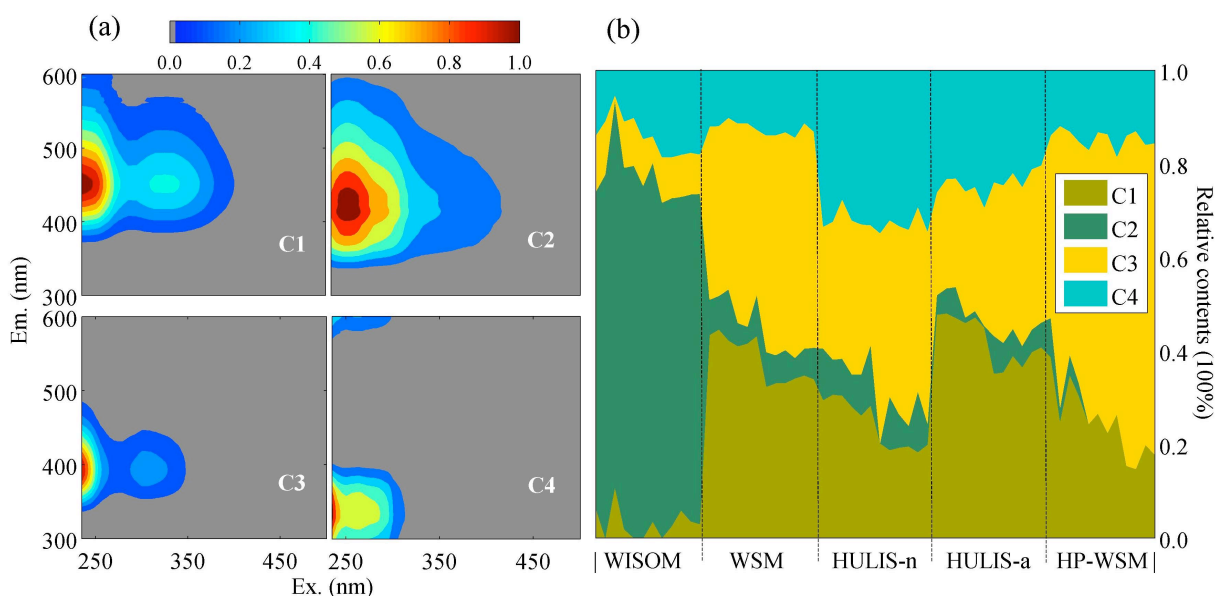 (a)
0.0 0.2 0.4 0.6 0.8 1.0
600
500
400
300
C1
C2
Em. (nm)
600
500
400
300
C3
C4
250 350 450 250 350 450
Ex. (nm)
(b)
1.0
0.8
0.6
0.4
0.2
0.0
Relative contents (100%)
C1
C2
C3
C4
WISOM WSM HULIS-n HULIS-a HP-WSM